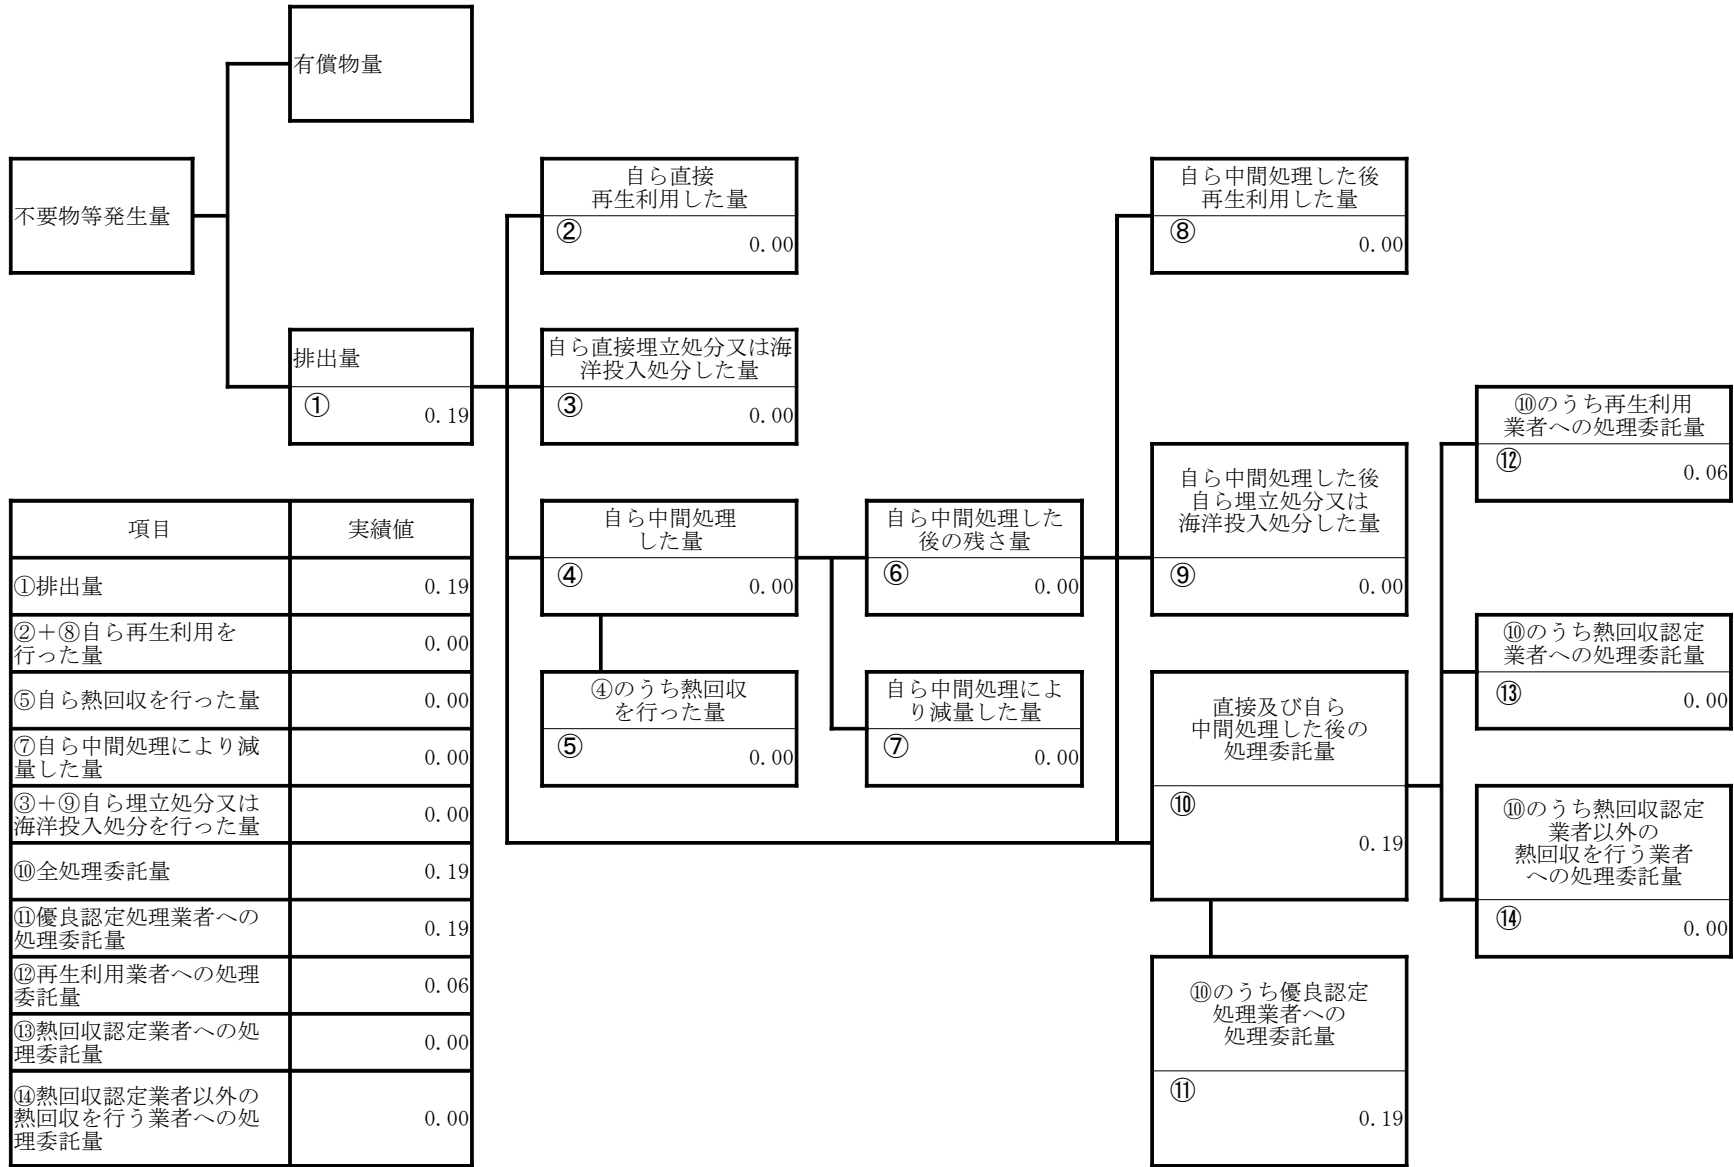 有償物量
不要物等発生量
排出量
①
0.19
自ら直接
再生利用した量
②
0.00
自ら直接埋立処分又は海
洋投入処分した量
③
0.00
自ら中間処理
した量
④
0.00
④のうち熱回収
を行った量
⑤
0.00
自ら中間処理した
後の残さ量
⑥
0.00
自ら中間処理によ
り減量した量
⑦
0.00
自ら中間処理した後
再生利用した量
⑧
0.00
自ら中間処理した後
自ら埋立処分又は
海洋投入処分した量
⑨
0.00
直接及び自ら
中間処理した後の
処理委託量
⑩
0.19
⑩のうち優良認定
処理業者への
処理委託量
⑪
0.19
⑩のうち再生利用
業者への処理委託量
⑫
0.06
⑩のうち熱回収認定
業者への処理委託量
⑬
0.00
⑩のうち熱回収認定
業者以外の
熱回収を行う業者
への処理委託量
⑭
0.00
項目 実績値
①排出量 0.19
②+⑧自ら再生利用を
行った量 0.00
⑤自ら熱回収を行った量 0.00
⑦自ら中間処理により減
量した量 0.00
③+⑨自ら埋立処分又は
海洋投入処分を行った量 0.00
⑩全処理委託量 0.19
⑪優良認定処理業者への
処理委託量 0.19
⑫再生利用業者への処理
委託量 0.06
⑬熱回収認定業者への処
理委託量 0.00
⑭熱回収認定業者以外の
熱回収を行う業者への処
理委託量 0.00